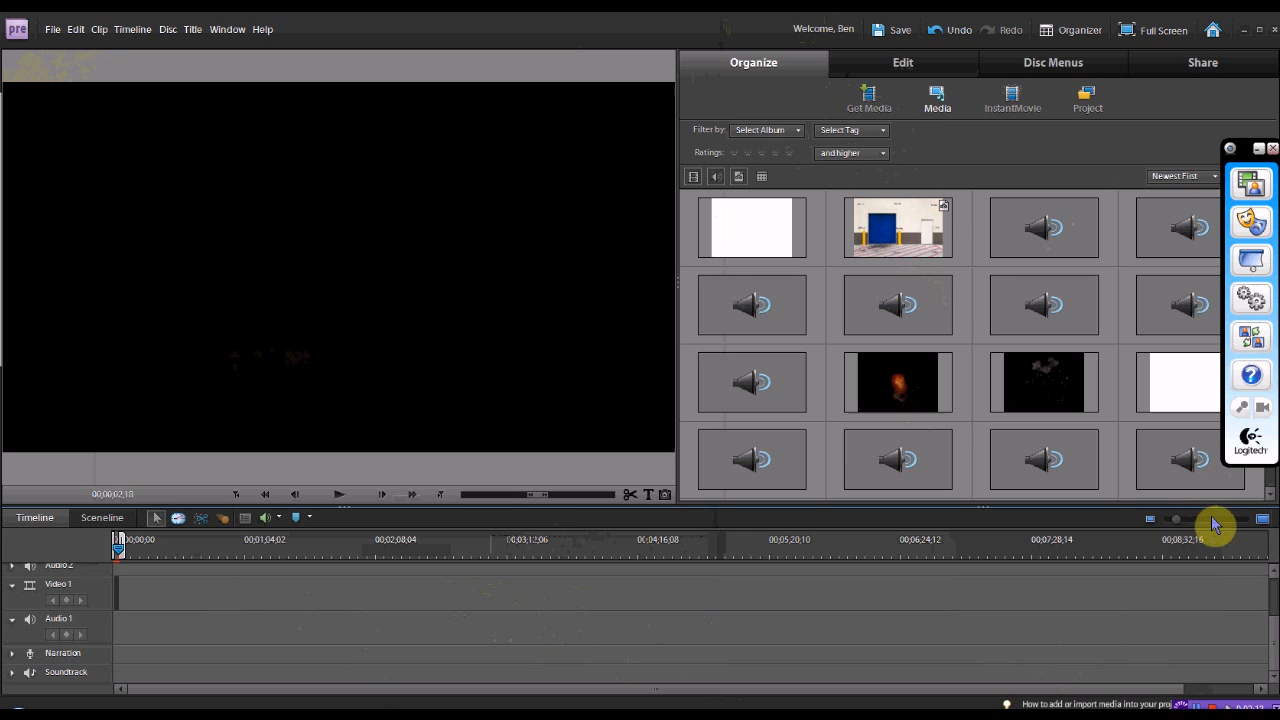 pre File Edit Clip Timeline Disc Title Window Help Welcome, Ben Save Undo Redo Organizer Full Screen
Organize Edit Disc Menus Share
Get Media Media InstantMovie Project
Filter by: Select Album Select Tag
Ratings: and higher
Newest First
Logitech
00;00;02;18
Timeline Sceneline
00;00;00 00;01;04;02 00;02;08;04 00;03;12;06 00;04;16;08 00;05;20;10 00;06;24;12 00;07;28;14 00;08;32;16
Audio 2
Video 1
Audio 1
Narration
Soundtrack
How to add or import media into your proj